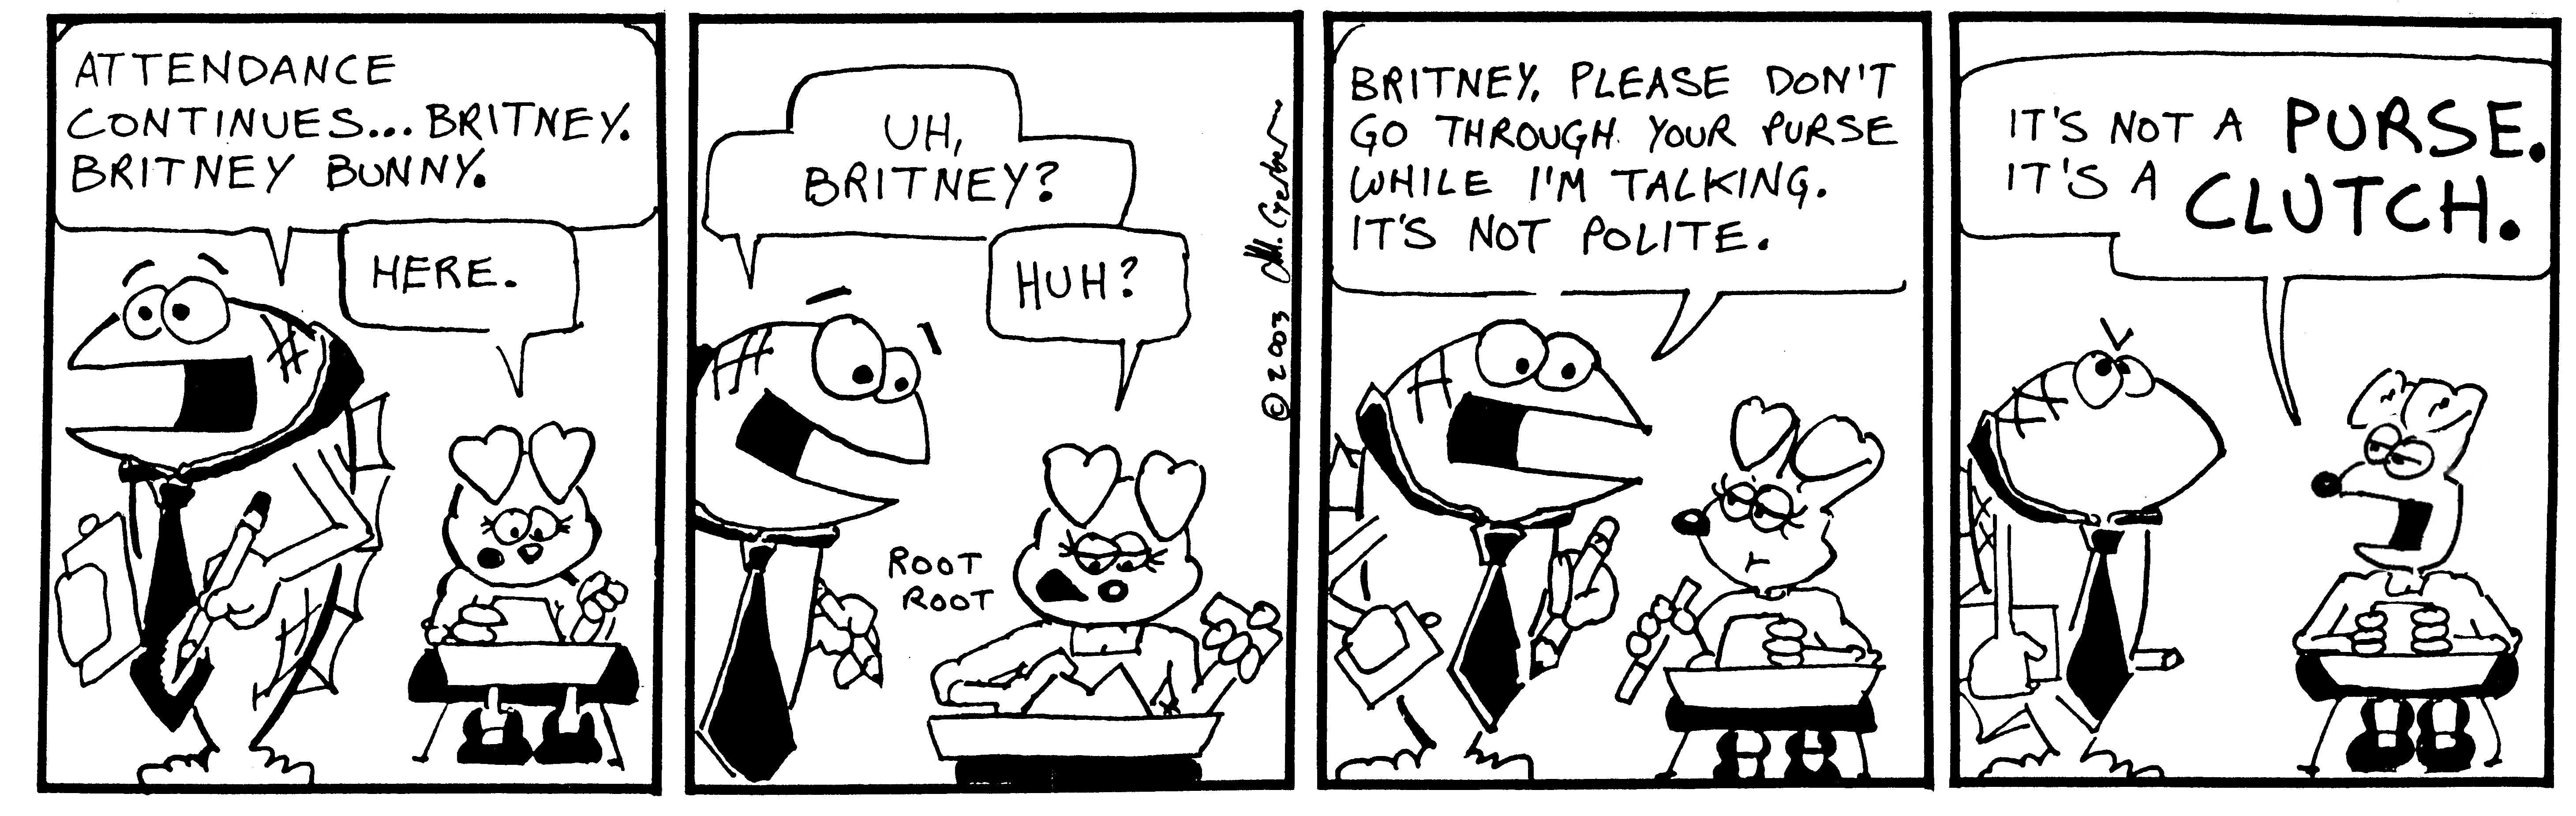 ATTENDANCE
CONTINUES... BRITNEY.
BRITNEY BUNNY.
HERE.
UH,
BRITNEY?
HUH?
ROOT
ROOT
© 2003 M. Gerber
BRITNEY. PLEASE DON'T
GO THROUGH YOUR PURSE
WHILE I'M TALKING.
IT'S NOT POLITE.
IT'S NOT A PURSE.
IT'S A CLUTCH.